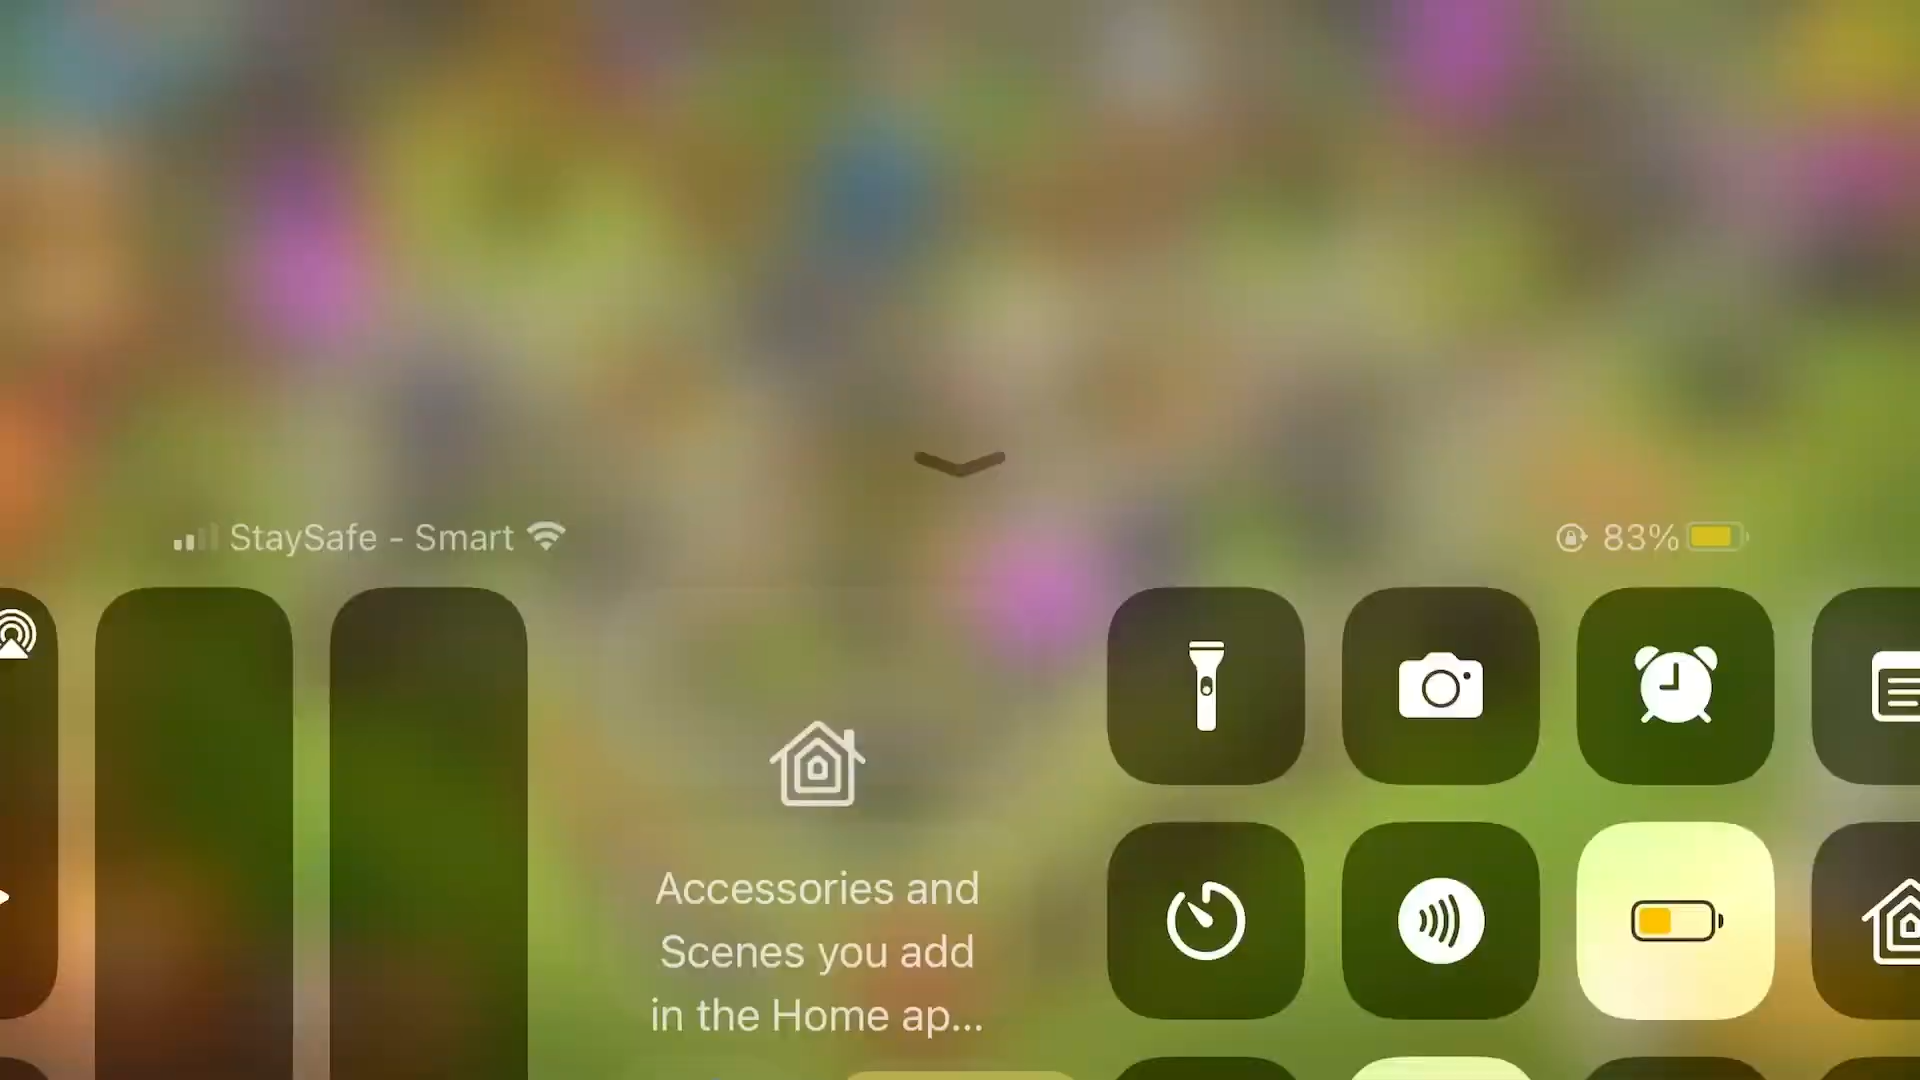 StaySafe - Smart
83%
Accessories and
Scenes you add
in the Home ap...